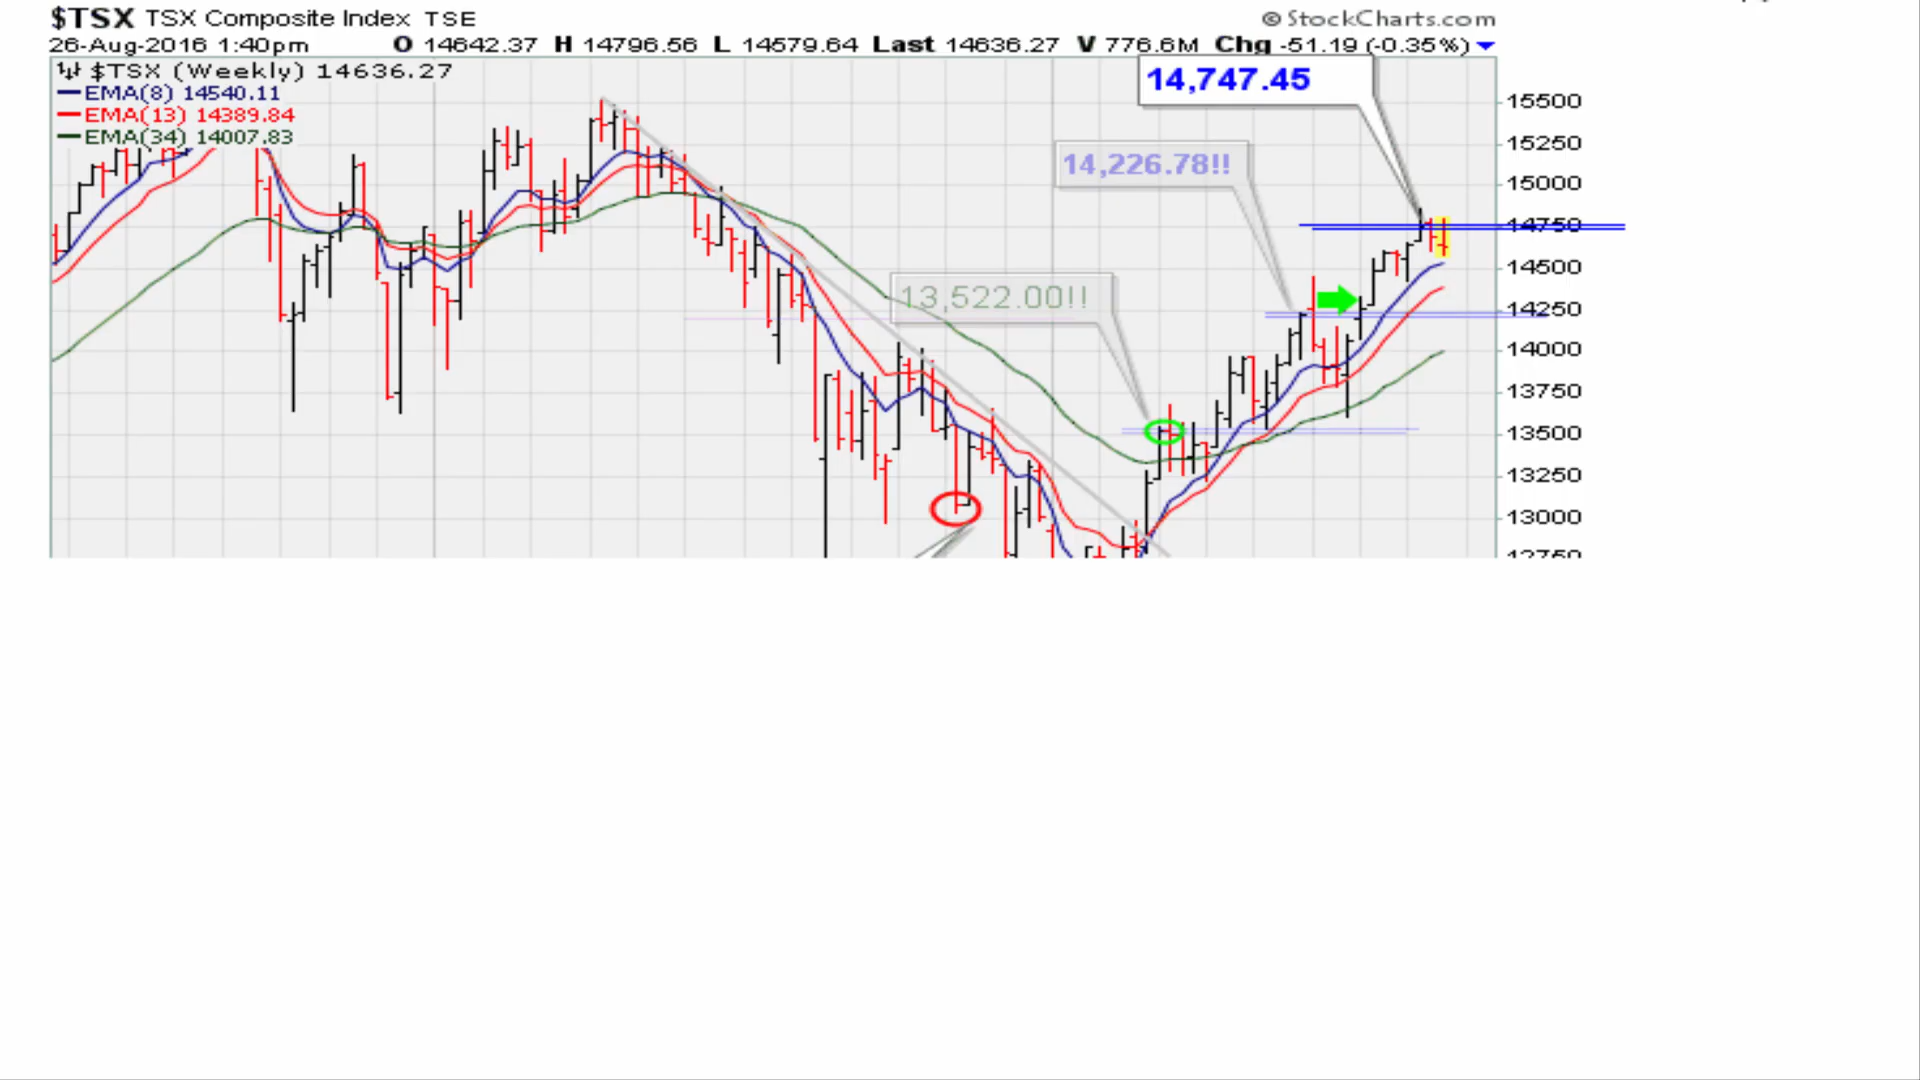 $TSX TSX Composite Index TSE © StockCharts.com
26-Aug-2016 1:40pm O 14642.37 H 14796.56 L 14579.64 Last 14636.27 V 776.6M Chg -51.19 (-0.35%)
$TSX (Weekly) 14636.27
EMA(8) 14540.11
EMA(13) 14389.84
EMA(34) 14007.83
14,747.45
14,226.78!!
13,522.00!!
15500
15250
15000
14750
14500
14250
14000
13750
13500
13250
13000
12750